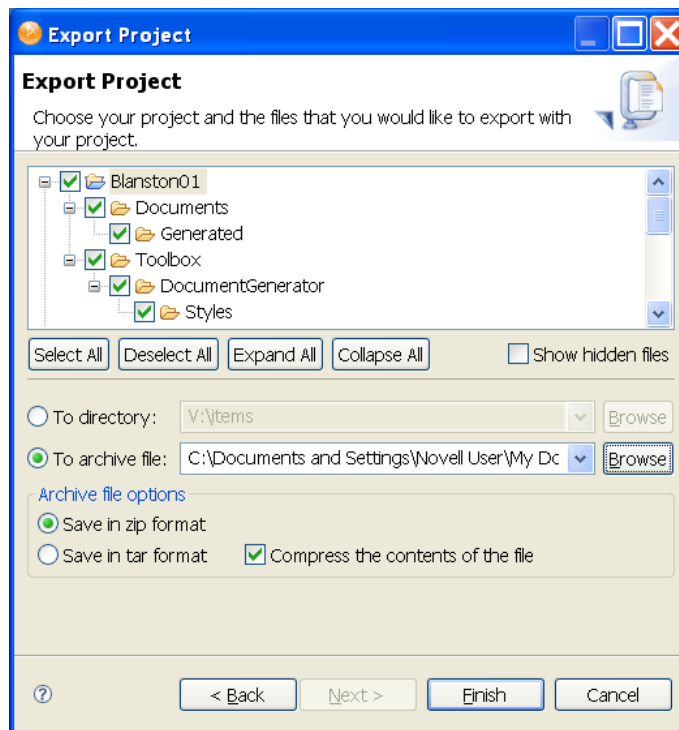 Export Project
Export Project
Choose your project and the files that you would like to export with
your project.
Blanston01
Documents
Generated
Toolbox
DocumentGenerator
Styles
Select All Deselect All Expand All Collapse All Show hidden files
To directory: V:\items Browse
To archive file: C:\Documents and Settings\Novell User\My Dc Browse
Archive file options
Save in zip format
Save in tar format Compress the contents of the file
? < Back Next > Finish Cancel